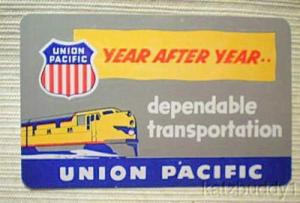 UNION
PACIFIC
YEAR AFTER YEAR..
dependable
transportation
UNION PACIFIC
katzbuddy1